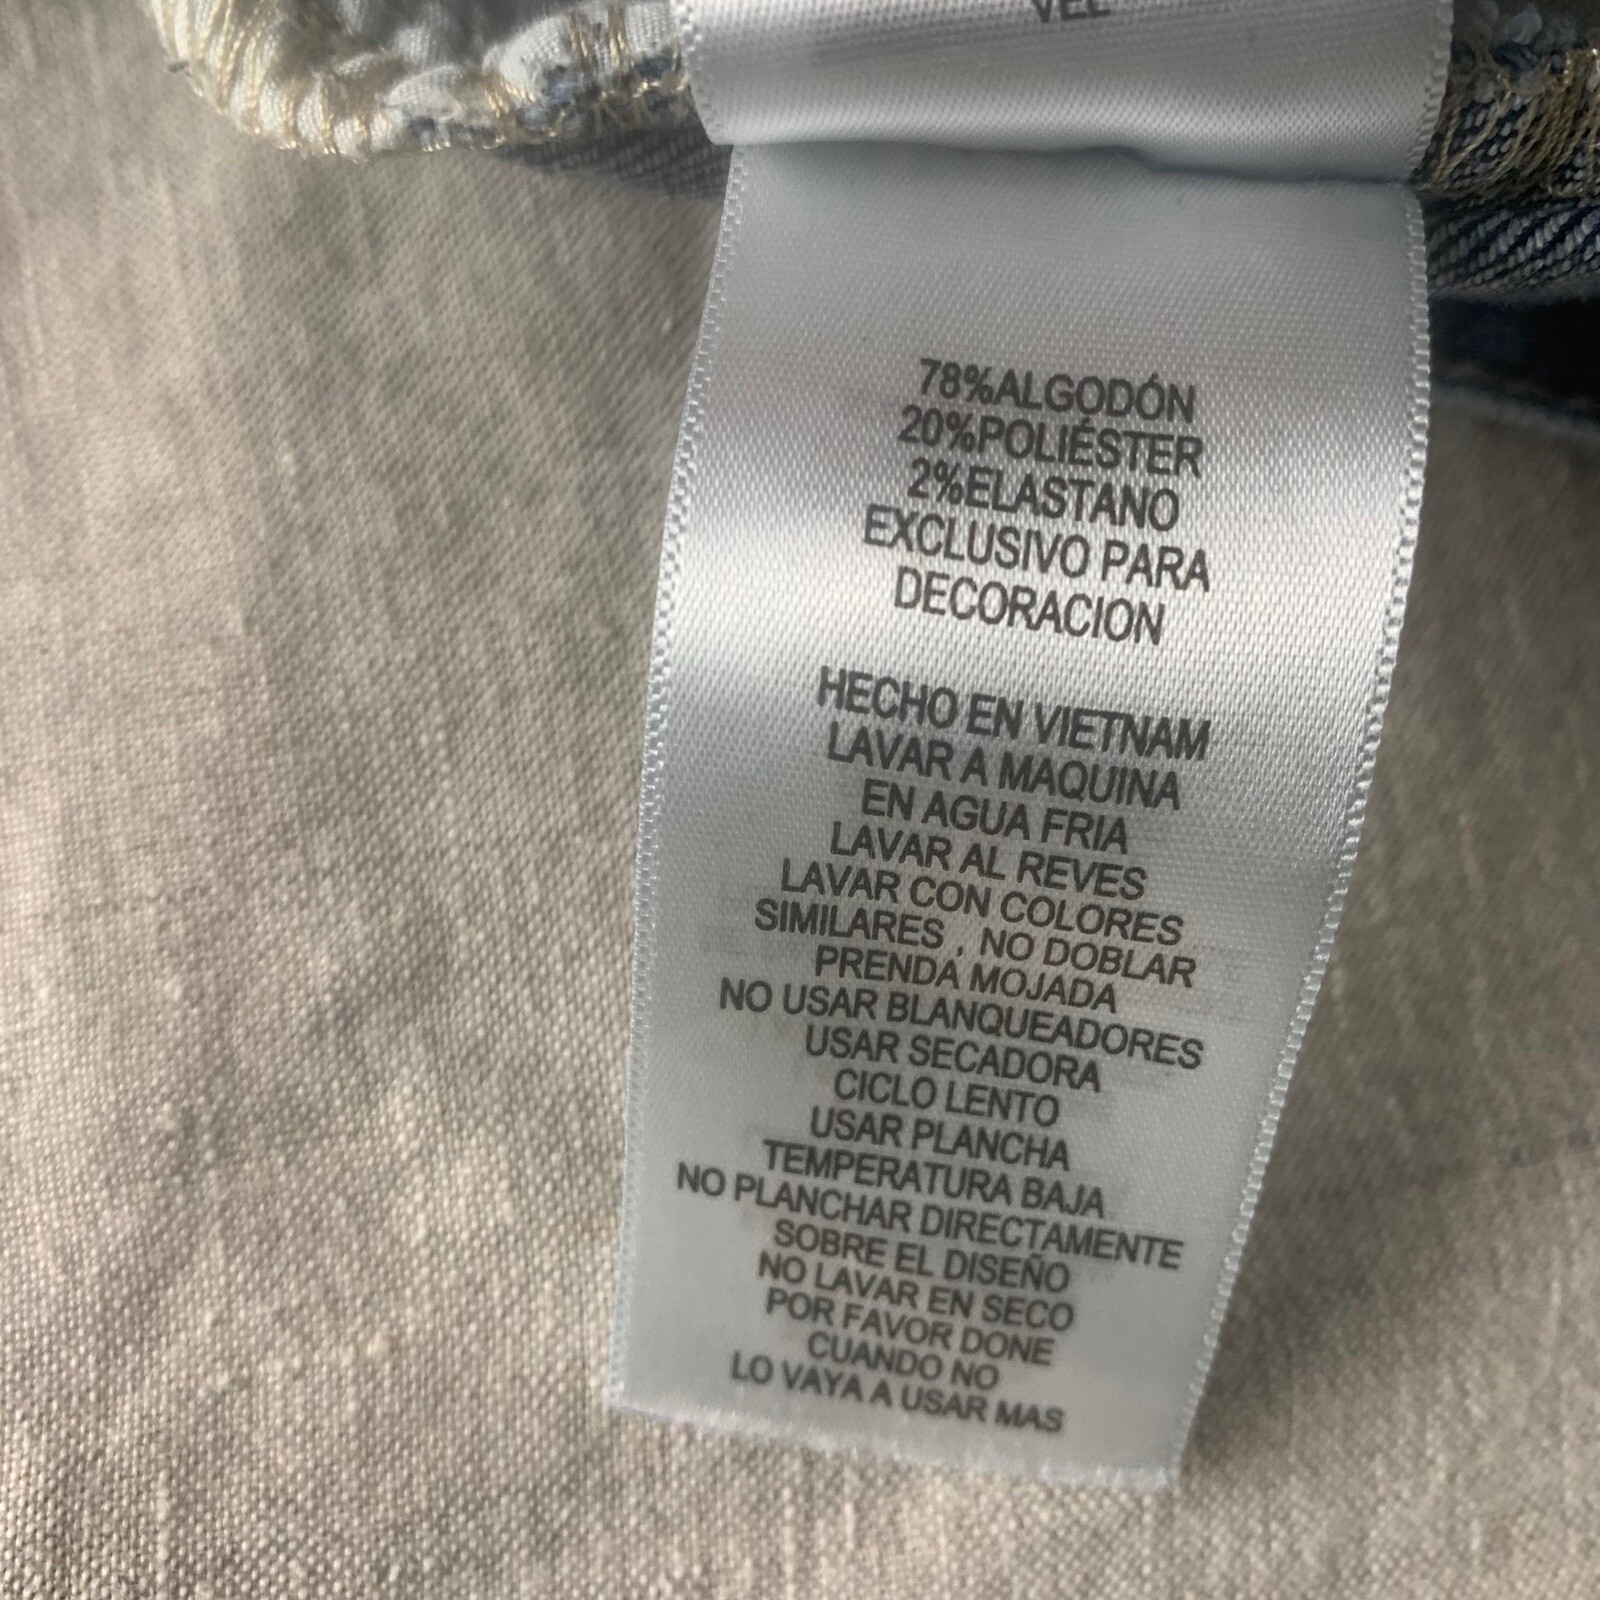 78%ALGODÓN
20%POLIÉSTER
2%ELASTANO
EXCLUSIVO PARA
DECORACION
HECHO EN VIETNAM
LAVAR A MAQUINA
EN AGUA FRIA
LAVAR AL REVES
LAVAR CON COLORES
SIMILARES , NO DOBLAR
PRENDA MOJADA
NO USAR BLANQUEADORES
USAR SECADORA
CICLO LENTO
USAR PLANCHA
TEMPERATURA BAJA
NO PLANCHAR DIRECTAMENTE
SOBRE EL DISEÑO
NO LAVAR EN SECO
POR FAVOR DONE
CUANDO NO
LO VAYA A USAR MAS